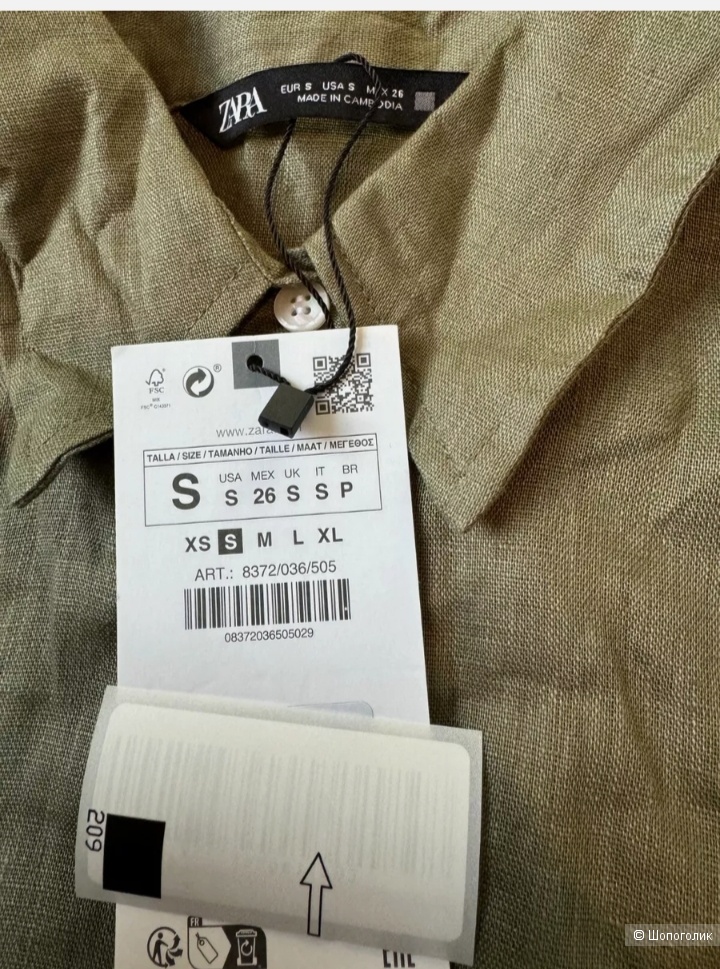 ZARA
EUR S USA S MEX 26
MADE IN CAMBODIA
®
FSC
www.zara
TALLA / SIZE / TAMANHO / TAILLE / MAAT / ΜΕΓΕΘΟΣ
S
USA MEX UK IT BR
S 26 S S P
XS S M L XL
ART.: 8372/036/505
08372036505029
209
FR
EAC
© Шопоголик